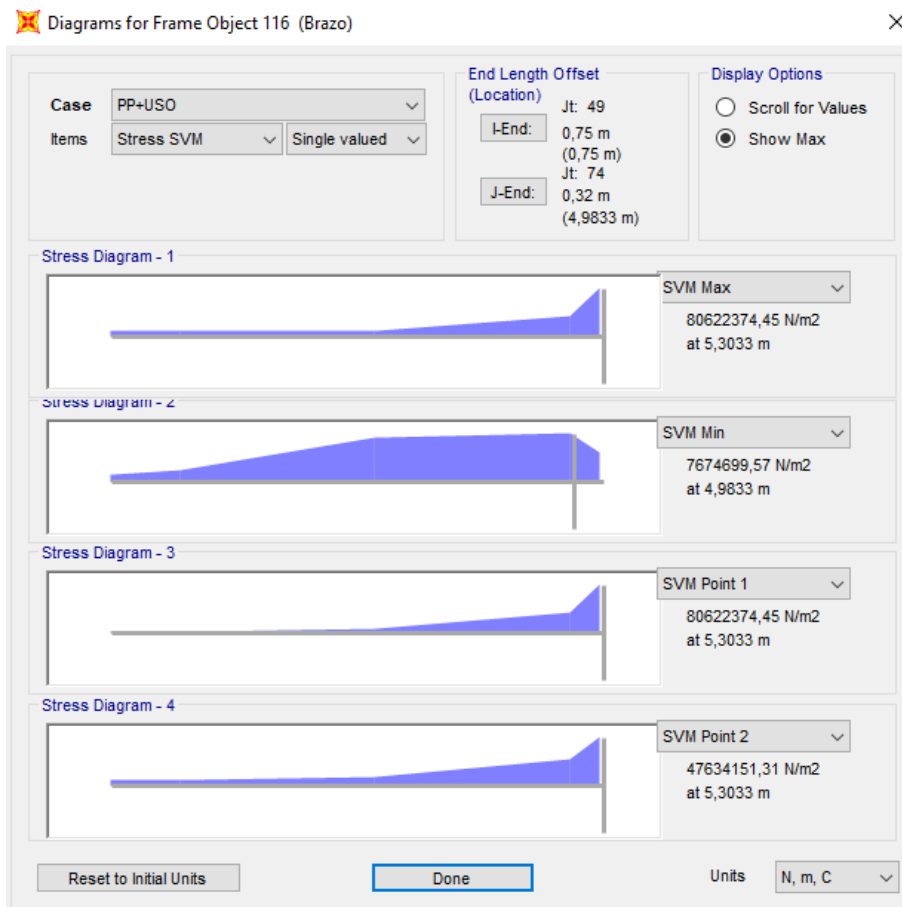 Diagrams for Frame Object 116 (Brazo)
Case PP+USO
Items Stress SVM Single valued
End Length Offset
(Location)
Jt: 49
I-End: 0,75 m
(0,75 m)
Jt: 74
J-End: 0,32 m
(4,9833 m)
Display Options
Scroll for Values
Show Max
Stress Diagram - 1
SVM Max
80622374,45 N/m2
at 5,3033 m
Stress Diagram - 2
SVM Min
7674699,57 N/m2
at 4,9833 m
Stress Diagram - 3
SVM Point 1
80622374,45 N/m2
at 5,3033 m
Stress Diagram - 4
SVM Point 2
47634151,31 N/m2
at 5,3033 m
Reset to Initial Units Done Units N, m, C